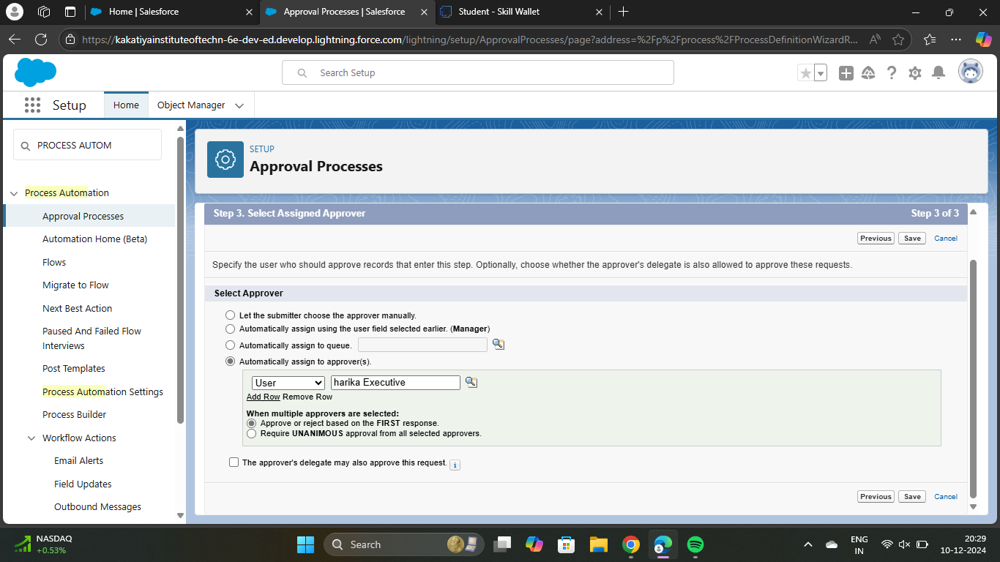 Home | Salesforce
Approval Processes | Salesforce
Student - Skill Wallet
https://kakatiyainstituteoftechn-6e-dev-ed.develop.lightning.force.com/lightning/setup/ApprovalProcesses/page?address=%2Fp%2Fprocess%2FProcessDefinitionWizardR...
Search Setup
Setup
Home
Object Manager
PROCESS AUTOM
Process Automation
Approval Processes
Automation Home (Beta)
Flows
Migrate to Flow
Next Best Action
Paused And Failed Flow
Interviews
Post Templates
Process Automation Settings
Process Builder
Workflow Actions
Email Alerts
Field Updates
Outbound Messages
SETUP
Approval Processes
Step 3. Select Assigned Approver
Step 3 of 3
Previous Save Cancel
Specify the user who should approve records that enter this step. Optionally, choose whether the approver's delegate is also allowed to approve these requests.
Select Approver
Let the submitter choose the approver manually.
Automatically assign using the user field selected earlier. (Manager)
Automatically assign to queue.
Automatically assign to approver(s).
User harika Executive
Add Row Remove Row
When multiple approvers are selected:
Approve or reject based on the FIRST response.
Require UNANIMOUS approval from all selected approvers.
The approver's delegate may also approve this request. i
Previous Save Cancel
NASDAQ
+0.53%
Search
ENG
IN
20:29
10-12-2024